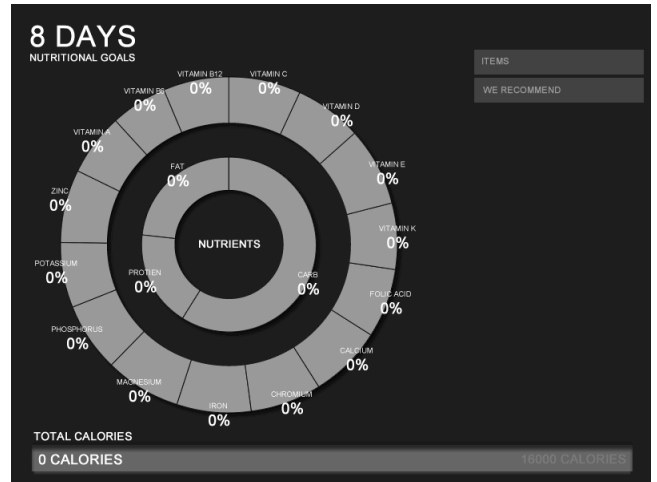 8 DAYS
NUTRITIONAL GOALS
ITEMS
WE RECOMMEND
VITAMIN B12
0%
VITAMIN C
0%
VITAMIN D
0%
VITAMIN E
0%
VITAMIN K
0%
FOLIC ACID
0%
CALCIUM
0%
CHROMIUM
0%
IRON
0%
MAGNESIUM
0%
PHOSPHORUS
0%
POTASSIUM
0%
ZINC
0%
VITAMIN A
0%
VITAMIN B6
0%
FAT
0%
NUTRIENTS
PROTIEN
0%
CARB
0%
TOTAL CALORIES
0 CALORIES
16000 CALORIES